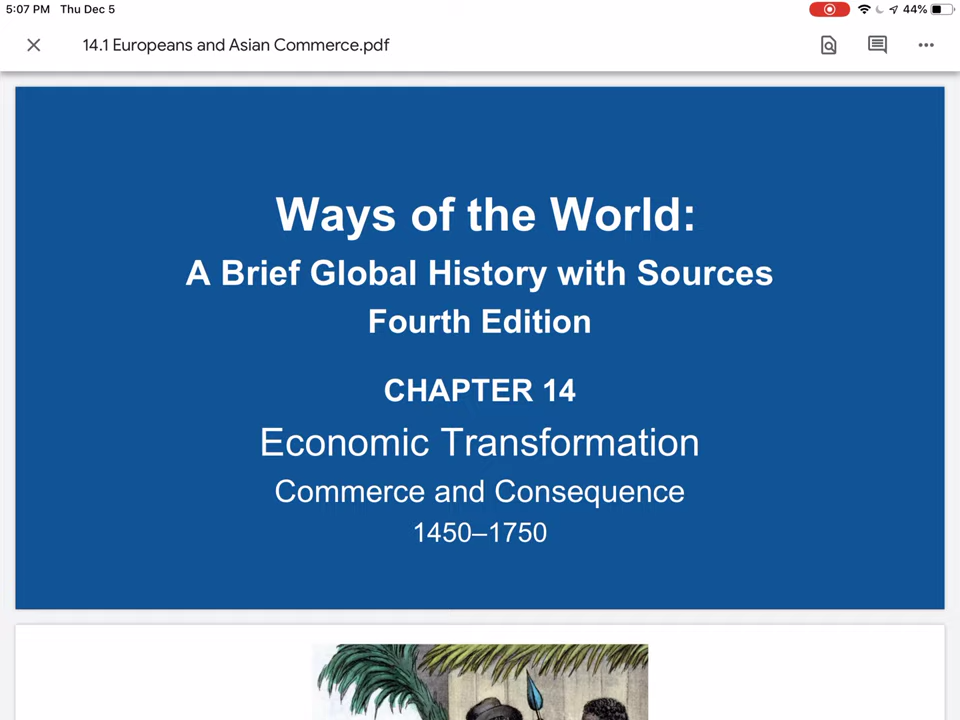 5:07 PM Thu Dec 5 44%
14.1 Europeans and Asian Commerce.pdf
Ways of the World:
A Brief Global History with Sources
Fourth Edition
CHAPTER 14
Economic Transformation
Commerce and Consequence
1450–1750